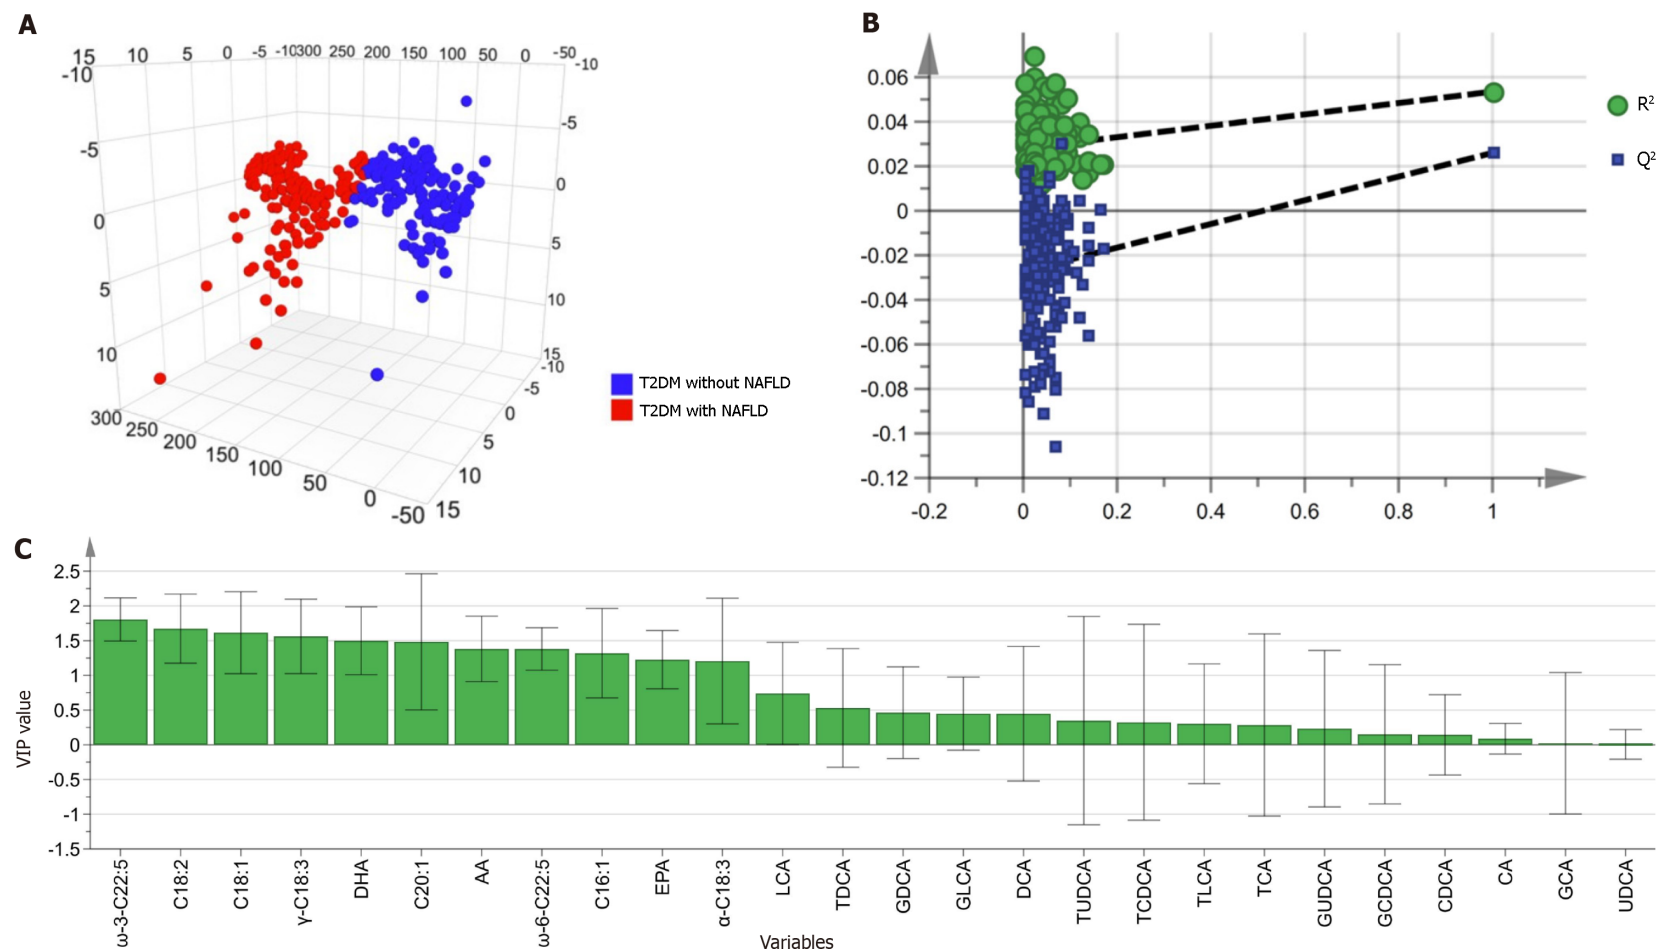 A
15 10 5 0 -5 -10300 250 200 150 100 50 0 -50
-10 -10
-5 -5
0 0
5 5
10 10
15
-10
-5
0
5
10
15
300 250 200 150 100 50 0 -50
T2DM without NAFLD
T2DM with NAFLD
B
0.06
0.04
0.02
0
-0.02
-0.04
-0.06
-0.08
-0.1
-0.12
-0.2 0 0.2 0.4 0.6 0.8 1
R²
Q²
C
VIP value
2.5
2
1.5
1
0.5
0
-0.5
-1
-1.5
ω-3-C22:5 C18:2 C18:1 γ-C18:3 DHA C20:1 AA ω-6-C22:5 C16:1 EPA α-C18:3 LCA TDCA GDCA GLCA DCA TUDCA TCDCA TLCA TCA GUDCA GCDCA CDCA CA GCA UDCA
Variables